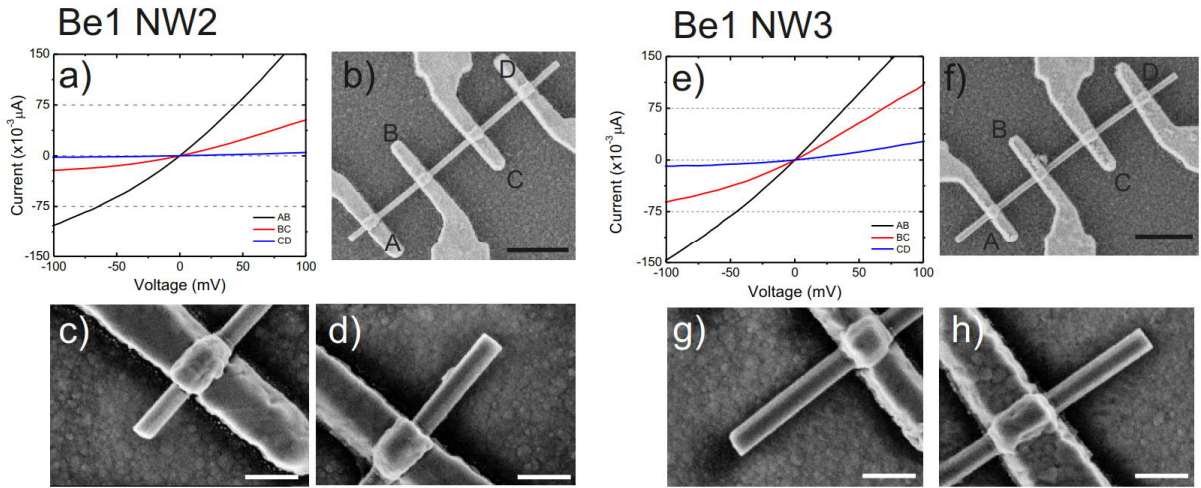 Be1 NW2
Be1 NW3
a)
150
75
0
-75
-150
Current (x10⁻³ μA)
-100
-50
0
50
100
Voltage (mV)
AB
BC
CD
b)
D
B
C
A
e)
150
75
0
-75
-150
Current (x10⁻³ μA)
-100
-50
0
50
100
Voltage (mV)
AB
BC
CD
f)
D
B
C
A
c)
d)
g)
h)